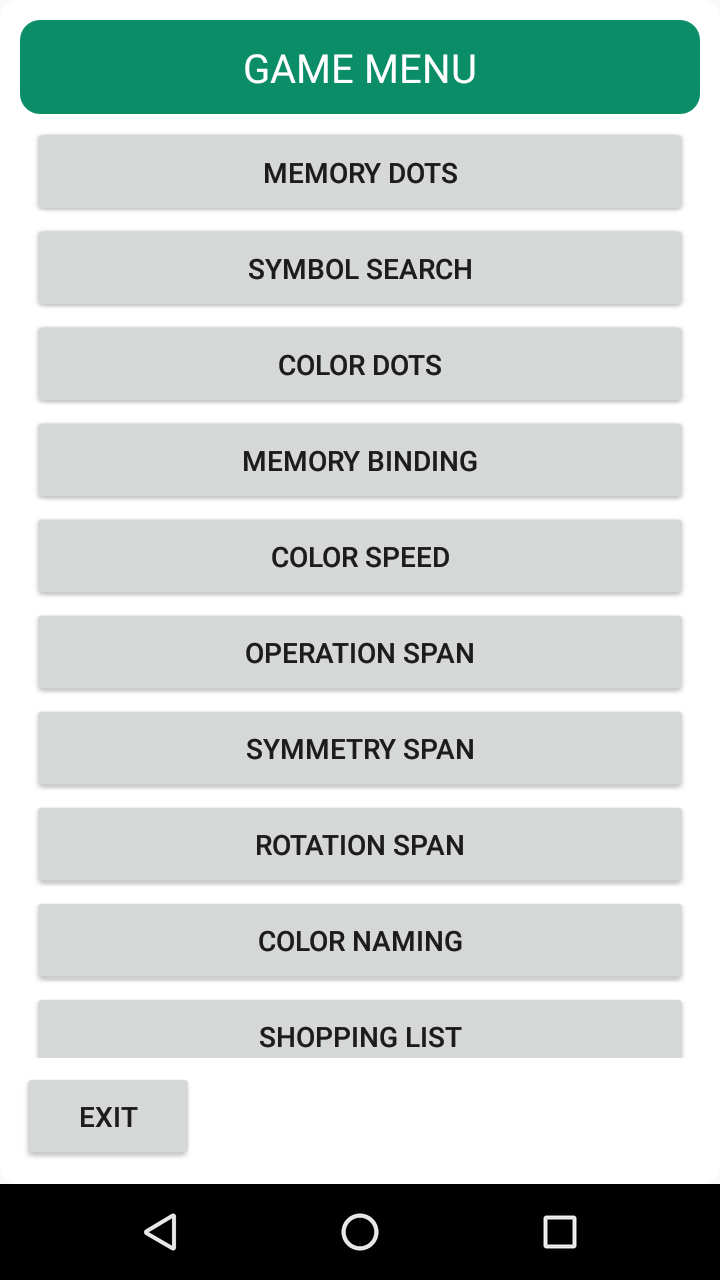 GAME MENU
MEMORY DOTS
SYMBOL SEARCH
COLOR DOTS
MEMORY BINDING
COLOR SPEED
OPERATION SPAN
SYMMETRY SPAN
ROTATION SPAN
COLOR NAMING
SHOPPING LIST
EXIT